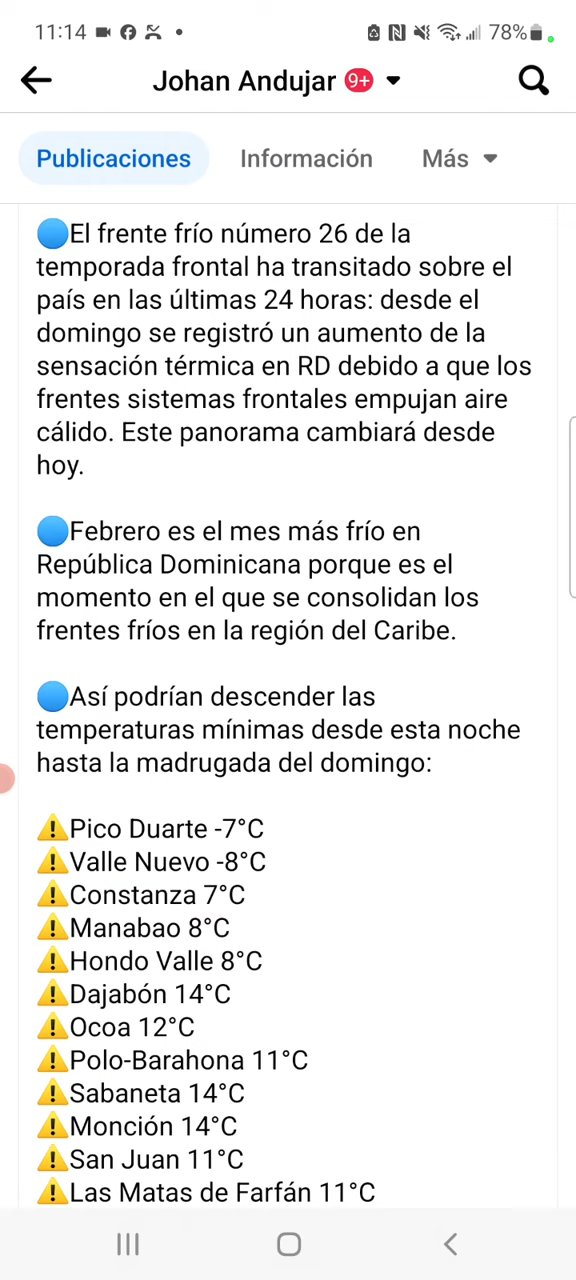 11:14
78%
Johan Andujar 9+
Publicaciones Información Más
El frente frío número 26 de la
temporada frontal ha transitado sobre el
país en las últimas 24 horas: desde el
domingo se registró un aumento de la
sensación térmica en RD debido a que los
frentes sistemas frontales empujan aire
cálido. Este panorama cambiará desde
hoy.
Febrero es el mes más frío en
República Dominicana porque es el
momento en el que se consolidan los
frentes fríos en la región del Caribe.
Así podrían descender las
temperaturas mínimas desde esta noche
hasta la madrugada del domingo:
⚠️Pico Duarte -7°C
⚠️Valle Nuevo -8°C
⚠️Constanza 7°C
⚠️Manabao 8°C
⚠️Hondo Valle 8°C
⚠️Dajabón 14°C
⚠️Ocoa 12°C
⚠️Polo-Barahona 11°C
⚠️Sabaneta 14°C
⚠️Monción 14°C
⚠️San Juan 11°C
⚠️Las Matas de Farfán 11°C